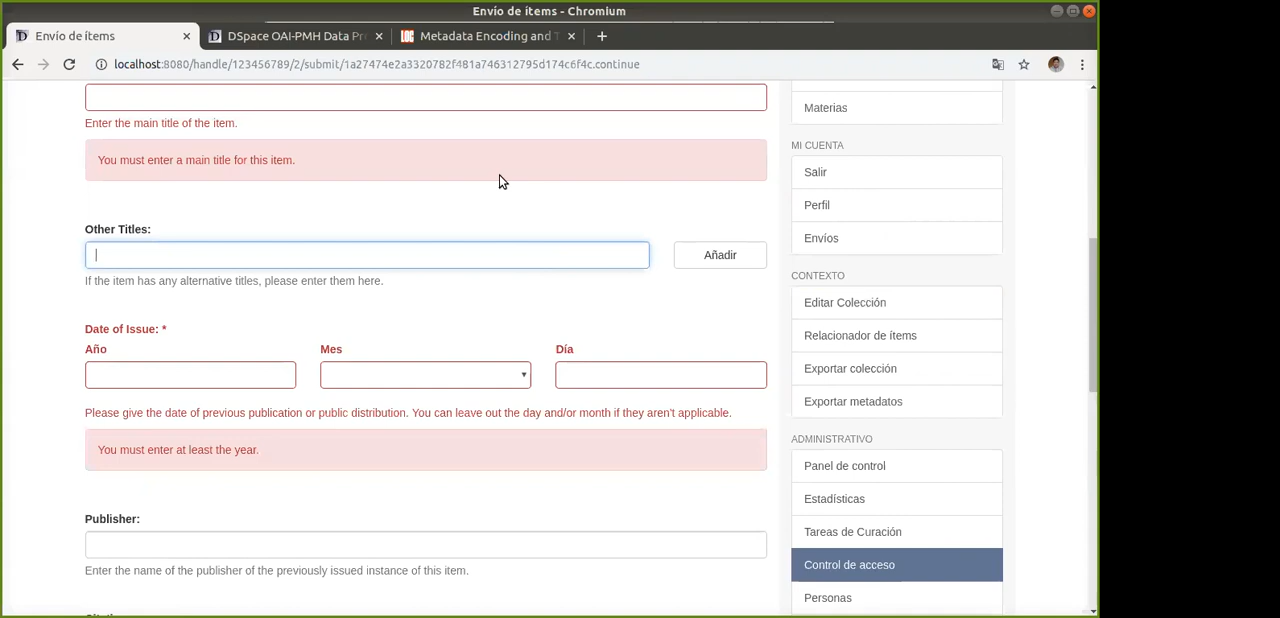 Envío de ítems - Chromium
Envío de ítems
DSpace OAI-PMH Data Pr
Metadata Encoding and T
localhost:8080/handle/123456789/2/submit/1a27474e2a3320782f481a746312795d174c6f4c.continue
Enter the main title of the item.
You must enter a main title for this item.
Other Titles:
Añadir
If the item has any alternative titles, please enter them here.
Date of Issue: *
Año Mes Día
Please give the date of previous publication or public distribution. You can leave out the day and/or month if they aren't applicable.
You must enter at least the year.
Publisher:
Enter the name of the publisher of the previously issued instance of this item.
Materias
MI CUENTA
Salir
Perfil
Envíos
CONTEXTO
Editar Colección
Relacionador de ítems
Exportar colección
Exportar metadatos
ADMINISTRATIVO
Panel de control
Estadísticas
Tareas de Curación
Control de acceso
Personas